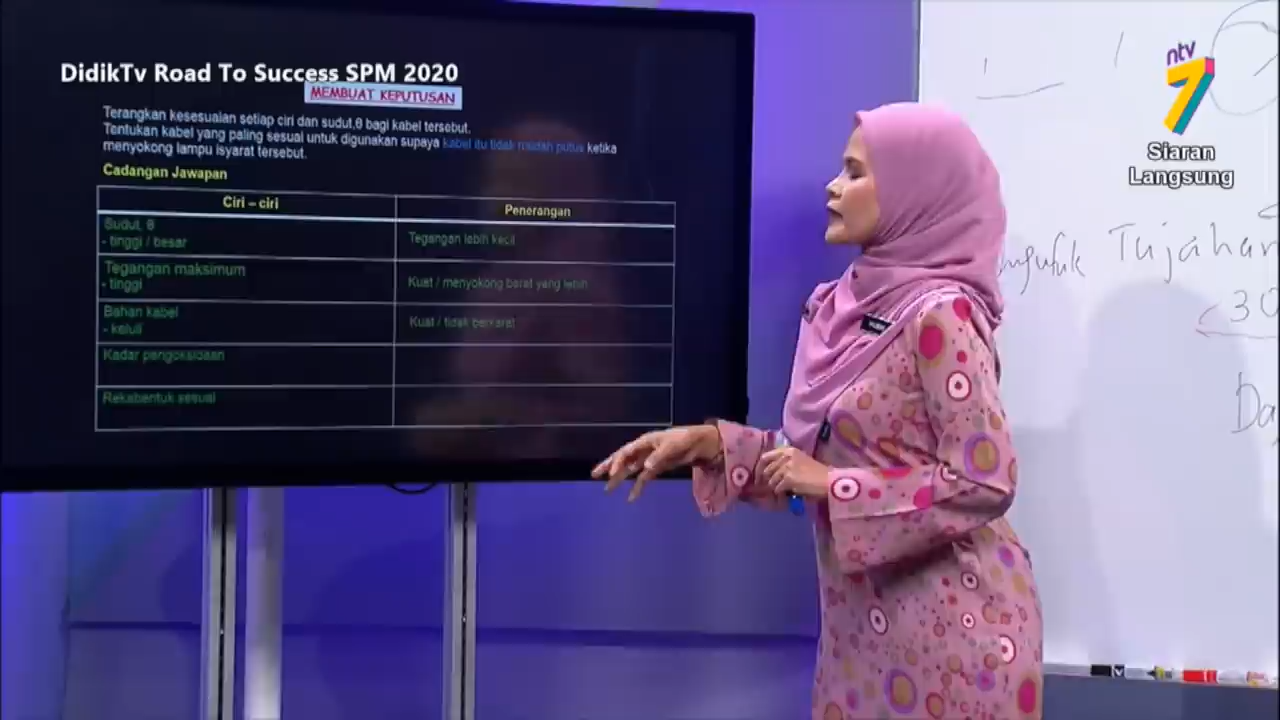 DidikTv Road To Success SPM 2020
MEMBUAT KEPUTUSAN
Terangkan kesesuaian setiap ciri dan sudut,θ bagi kabel tersebut.
Tentukan kabel yang paling sesuai untuk digunakan supaya kabel itu tidak mudah putus ketika
menyokong lampu isyarat tersebut.
Cadangan Jawapan
Ciri – ciri
Penerangan
Sudut, θ
- tinggi / besar
Tegangan lebih kecil
Tegangan maksimum
- tinggi
Kuat / menyokong berat yang lebih
Bahan kabel
- keluli
Kuat / tidak berkarat
Kadar pengoksidaan
Rekabentuk sesuai
ntv
7
Siaran
Langsung
Tujahan
30